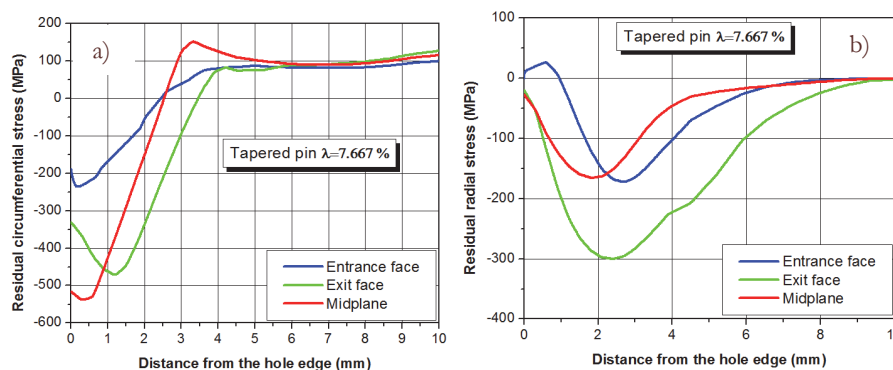 a)
Residual circumferential stress (MPa)
200
100
0
-100
-200
-300
-400
-500
-600
Tapered pin λ=7.667 %
Entrance face
Exit face
Midplane
0 1 2 3 4 5 6 7 8 9 10
Distance from the hole edge (mm)
b)
Residual radial stress (MPa)
100
0
-100
-200
-300
-400
Tapered pin λ=7.667 %
Entrance face
Exit face
Midplane
0 2 4 6 8
Distance from the hole edge (mm)